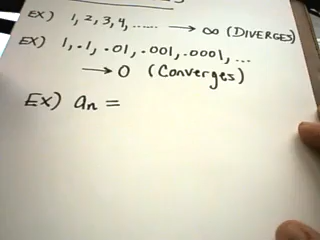 EX) 1, 2, 3, 4, ...... → ∞ (DIVERGES)
EX) 1, .1, .01, .001, .0001, ...
→ 0 (Converges)
EX) aₙ =